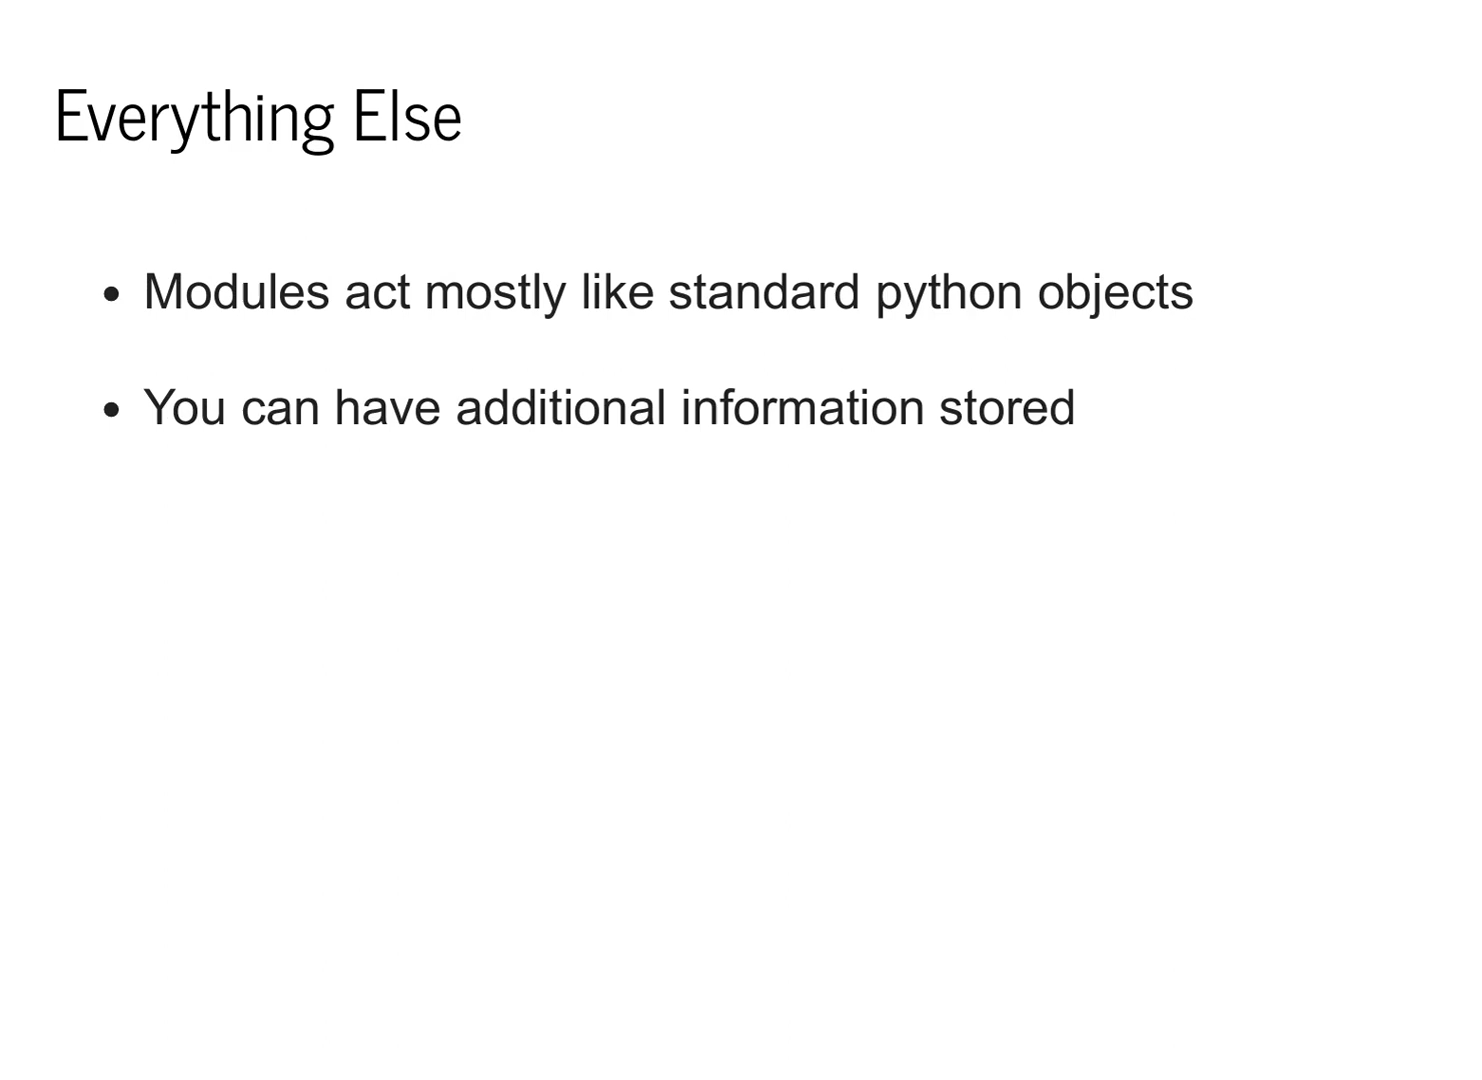 Everything Else
• Modules act mostly like standard python objects
• You can have additional information stored